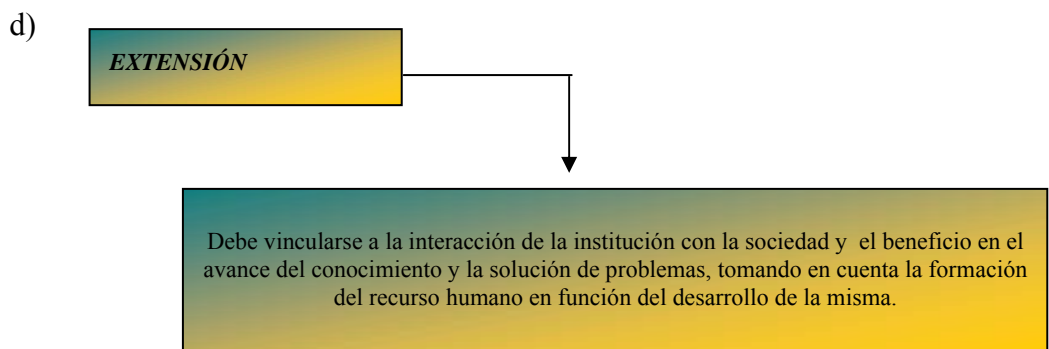 d)
EXTENSIÓN
Debe vincularse a la interacción de la institución con la sociedad y el beneficio en el
avance del conocimiento y la solución de problemas, tomando en cuenta la formación
del recurso humano en función del desarrollo de la misma.